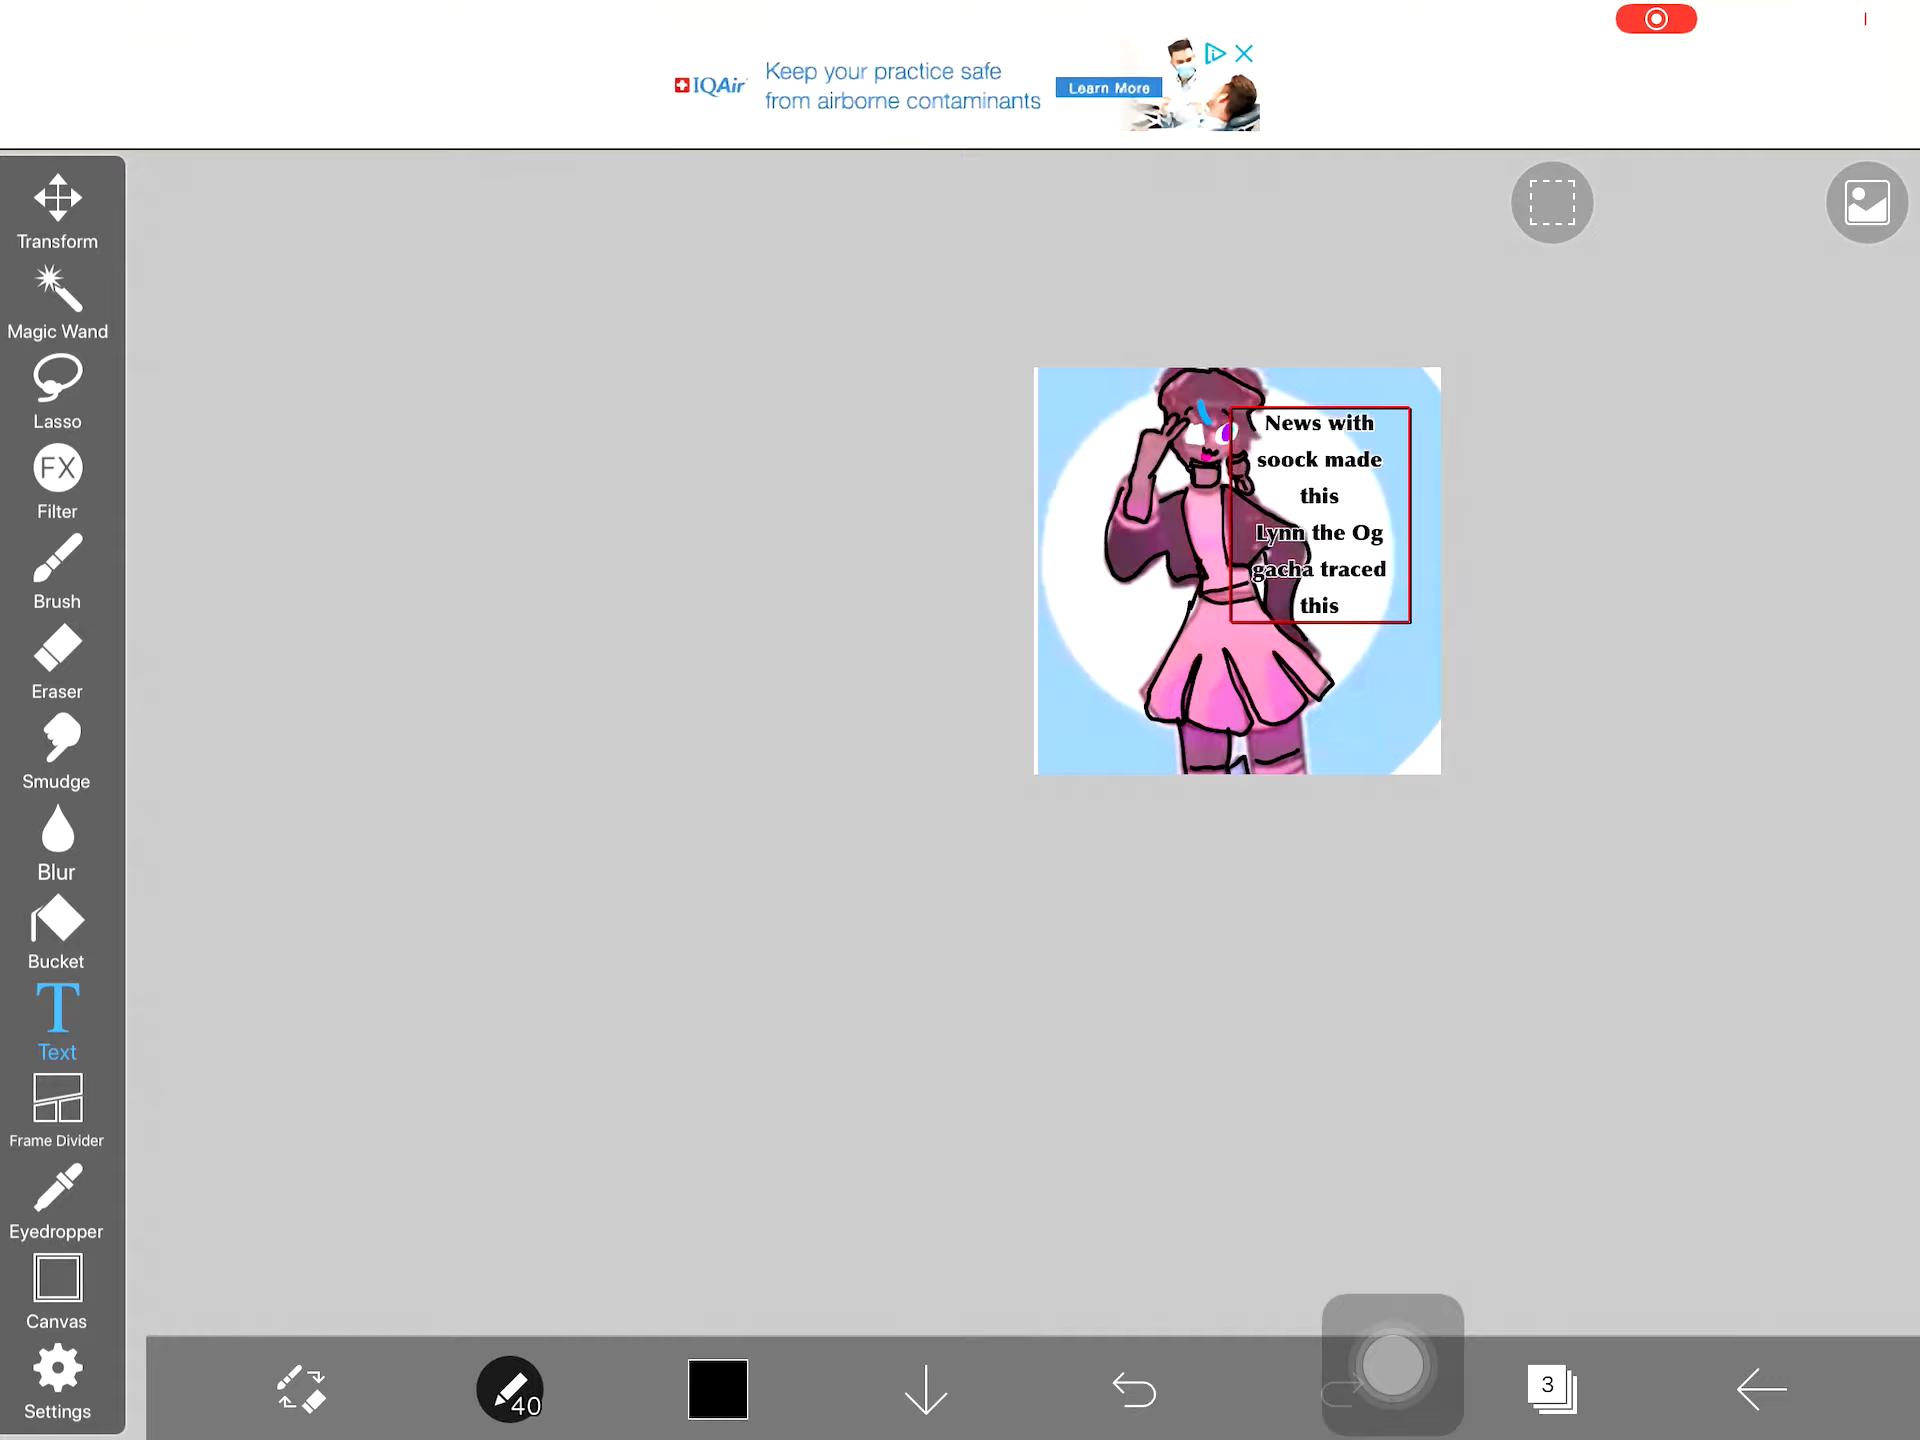 IQAir
Keep your practice safe
from airborne contaminants
Learn More
Transform
Magic Wand
Lasso
FX
Filter
Brush
Eraser
Smudge
Blur
Bucket
T
Text
Frame Divider
Eyedropper
Canvas
Settings
News with
soock made
this
Lynn the Og
gacha traced
this
40
3